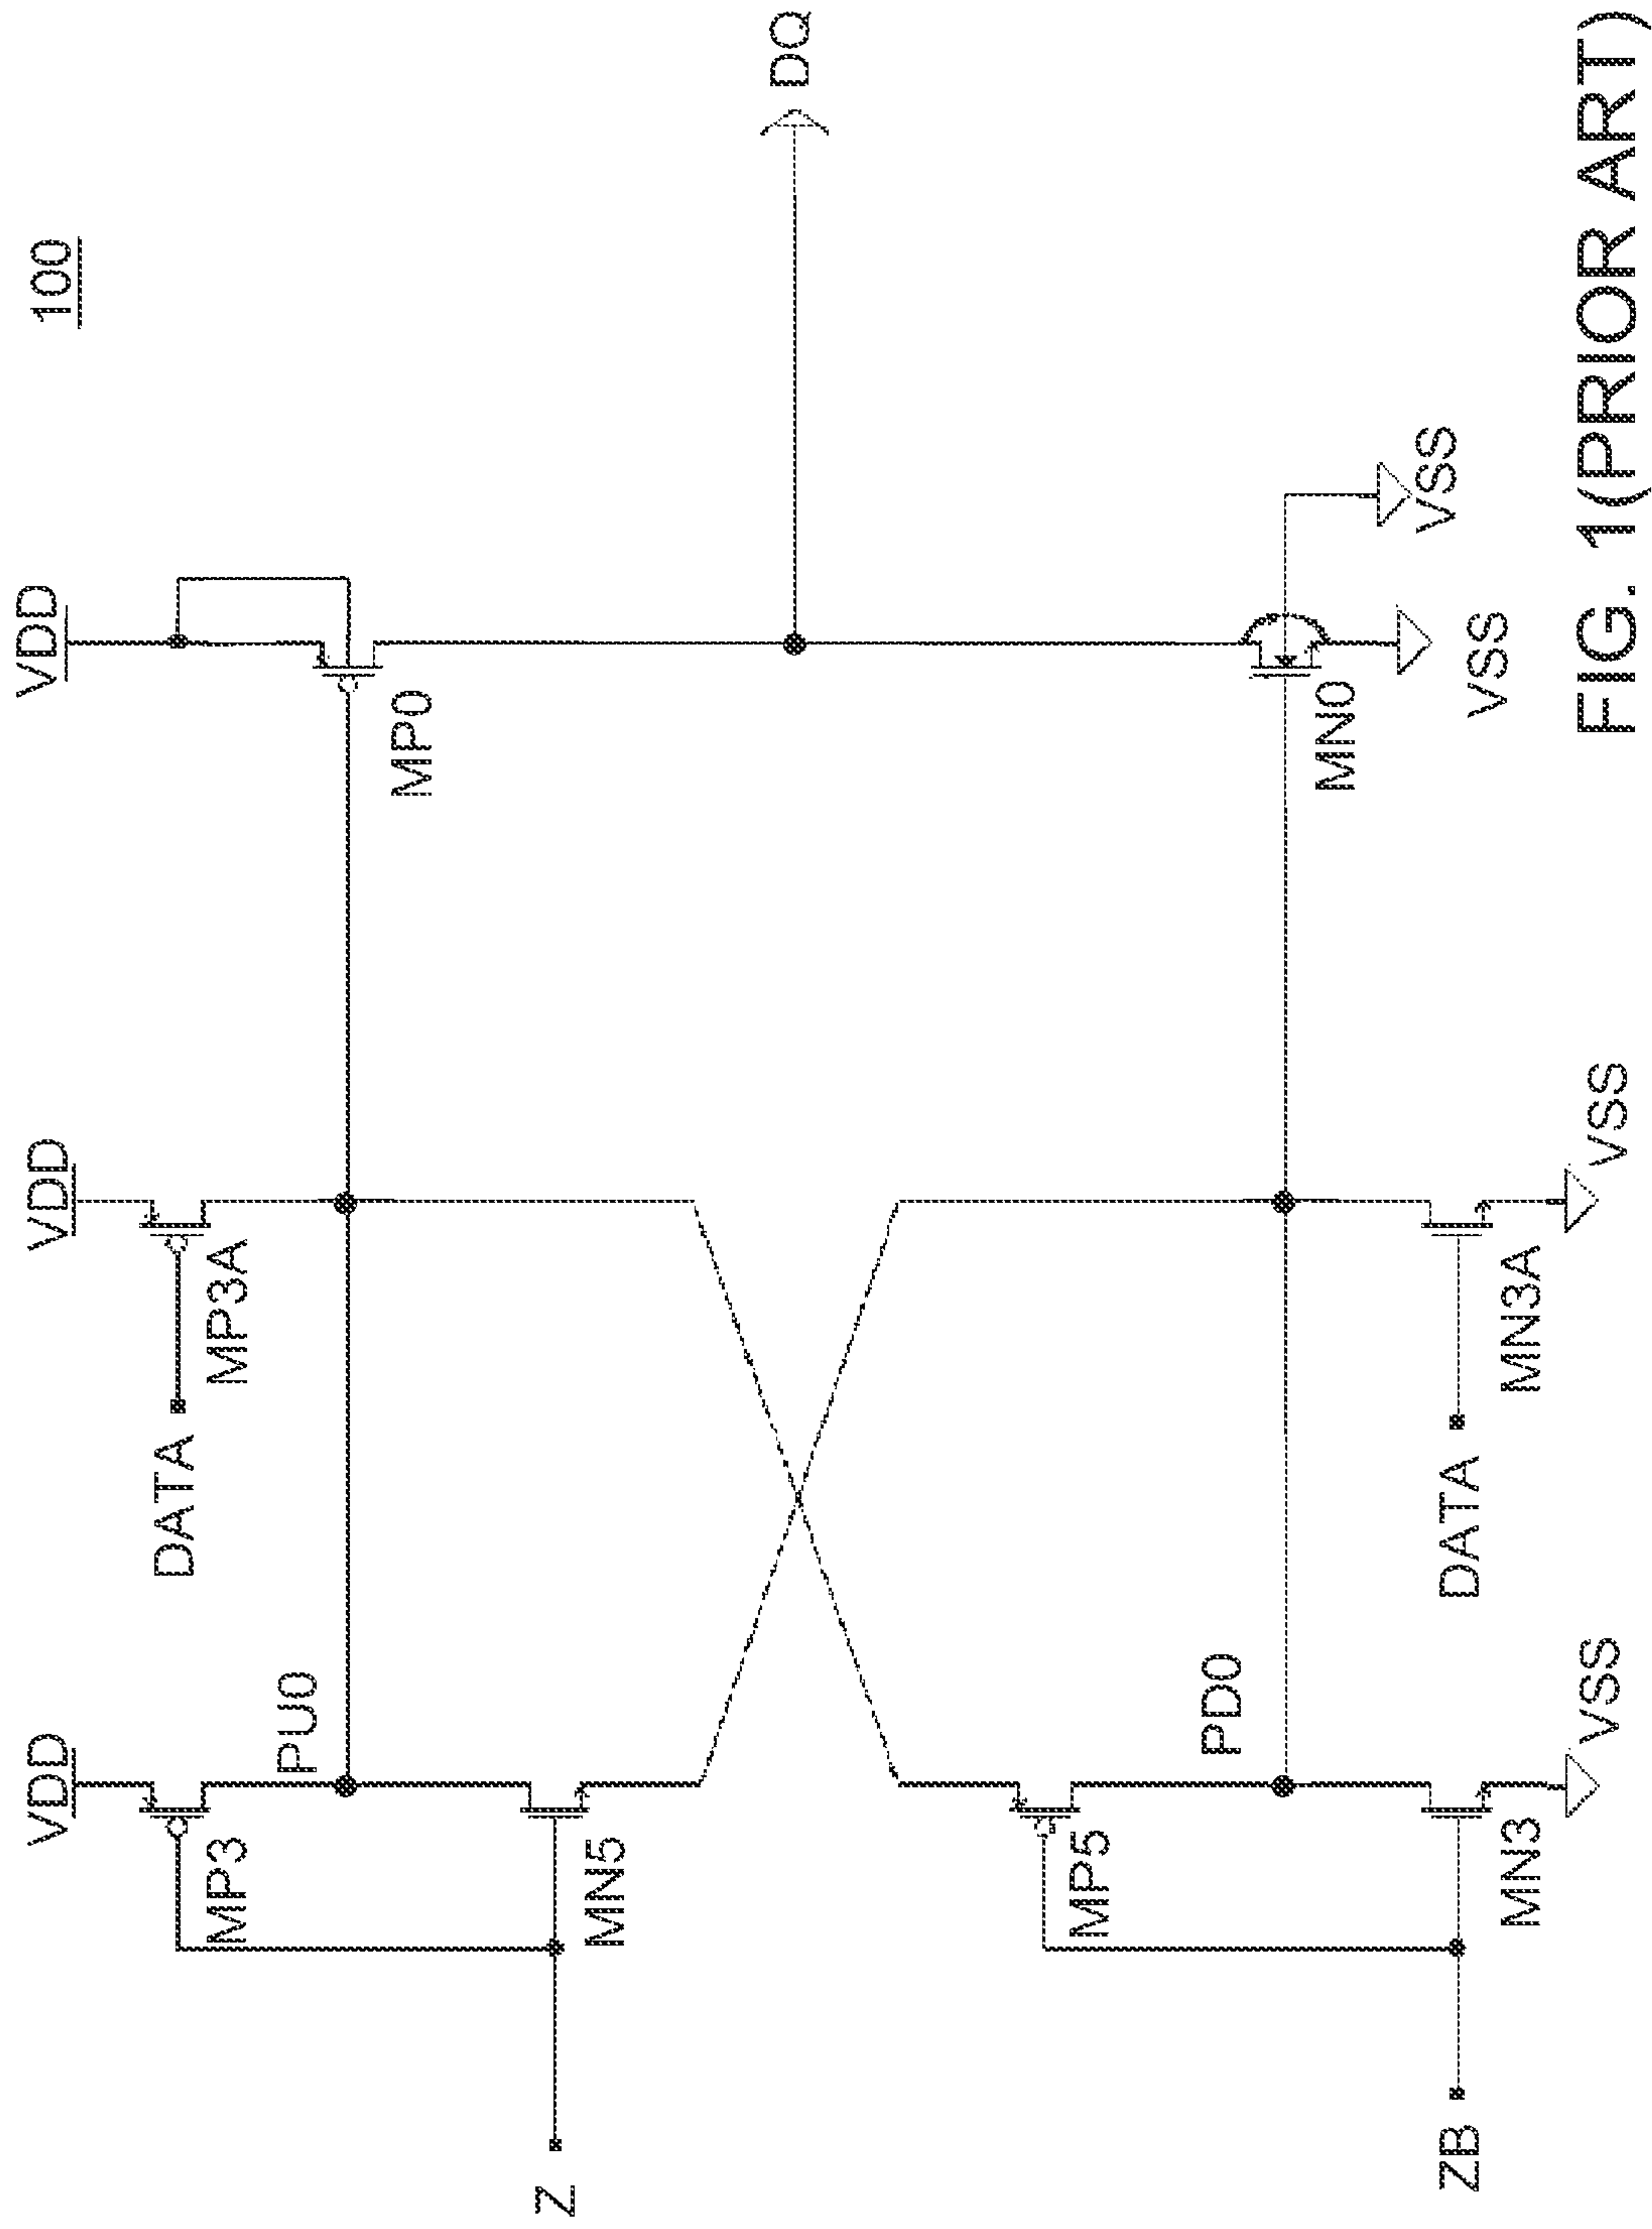 100
VDD
VDD
VDD
MP3
DATA
MP3A
PU0
MP0
Z
MN5
DQ
MP5
PD0
MN0
VSS
VSS
ZB
DATA
MN3
MN3A
VSS
VSS
FIG. 1(PRIOR ART)